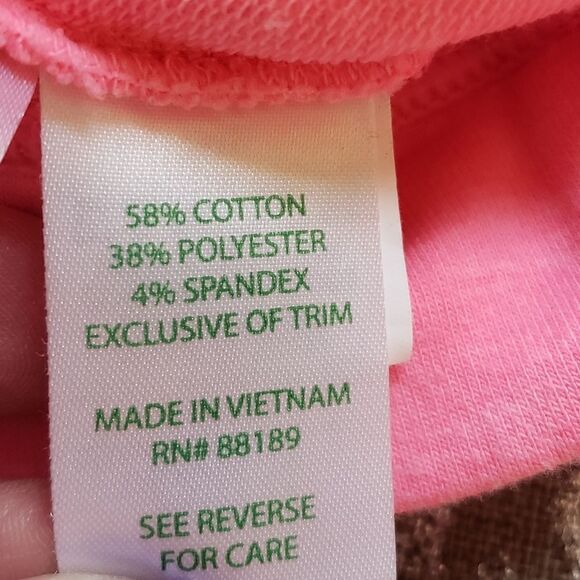 58% COTTON
38% POLYESTER
4% SPANDEX
EXCLUSIVE OF TRIM
MADE IN VIETNAM
RN# 88189
SEE REVERSE
FOR CARE